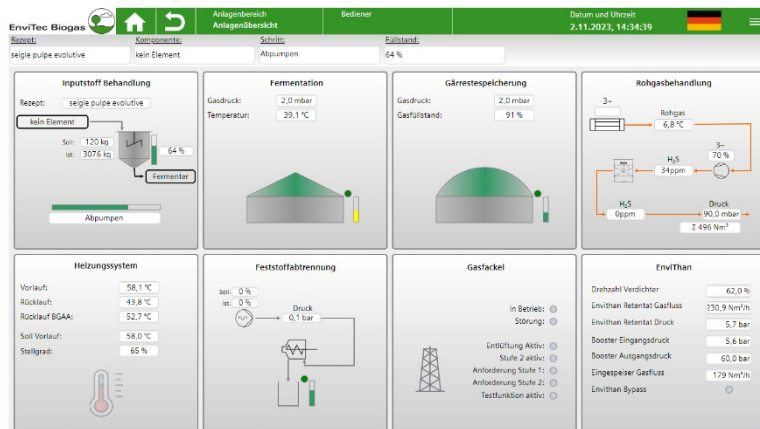 EnviTec Biogas
Anlagenbereich
Anlagenübersicht
Bediener
Datum und Uhrzeit
2.11.2023, 14:34:39
Rezept: Komponente: Schritt: Füllstand:
seigle pulpe evolutive kein Element Abpumpen 64 %
Inputstoff Behandlung
Rezept: seigle pulpe evolutive
kein Element
Soll: 120 kg
Ist: 3076 kg
64 %
Fermenter
Abpumpen
Fermentation
Gasdruck: 2,0 mbar
Temperatur: 39,1 °C
Gärrestespeicherung
Gasdruck: 2,0 mbar
Gasfüllstand: 91 %
Rohgasbehandlung
3~
Rohgas
6,8 °C
3~
70 %
H₂S
34ppm
H₂S
0ppm
Druck
90,0 mbar
Σ 496 Nm³
Heizungssystem
Vorlauf: 58,1 °C
Rücklauf: 43,8 °C
Rücklauf BGAA: 52,7 °C
Soll Vorlauf: 58,0 °C
Stellgrad: 65 %
Feststoffabtrennung
Soll: 0 %
Ist: 0 %
Druck
0,1 bar
Gasfackel
In Betrieb:
Störung:
Entlüftung Aktiv:
Stufe 2 aktiv:
Anforderung Stufe 1:
Anforderung Stufe 2:
Testfunktion aktiv:
EnviThan
Drehzahl Verdichter 62,0 %
Envithan Retentat Gasfluss 230,9 Nm³/h
Envithan Retentat Druck 5,7 bar
Booster Eingangsdruck 5,6 bar
Booster Ausgangsdruck 60,0 bar
Eingespeiser Gasfluss 179 Nm³/h
Envithan Bypass